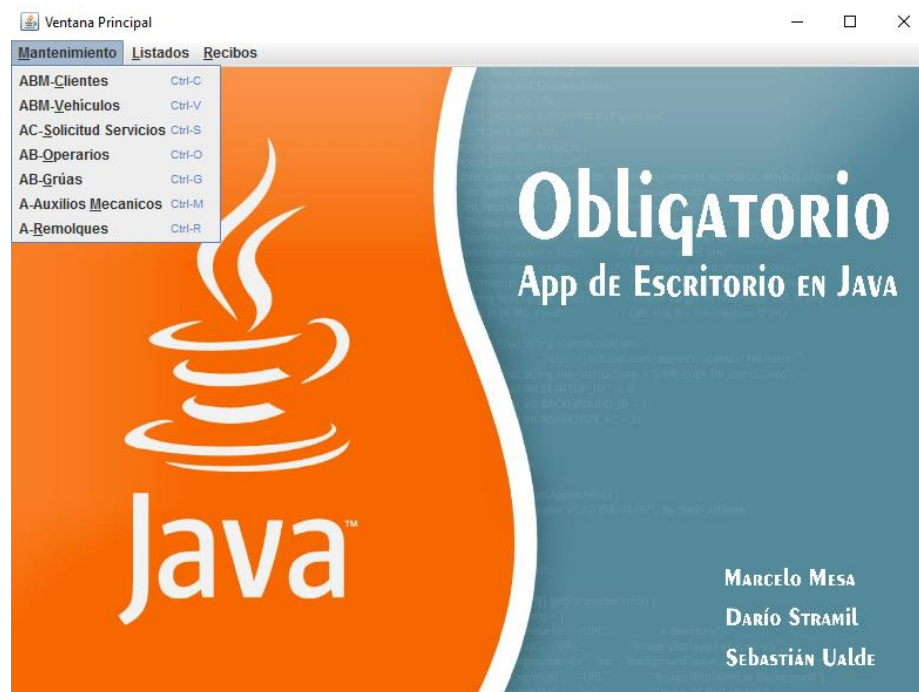 Ventana Principal
Mantenimiento Listados Recibos
ABM-Clientes Ctrl-C
ABM-Vehículos Ctrl-V
AC-Solicitud Servicios Ctrl-S
AB-Operarios Ctrl-O
AB-Grúas Ctrl-G
A-Auxilios Mecanicos Ctrl-M
A-Remolques Ctrl-R
Obligatorio
App de Escritorio en Java
Java™
Marcelo Mesa
Darío Stramil
Sebastián Ualde